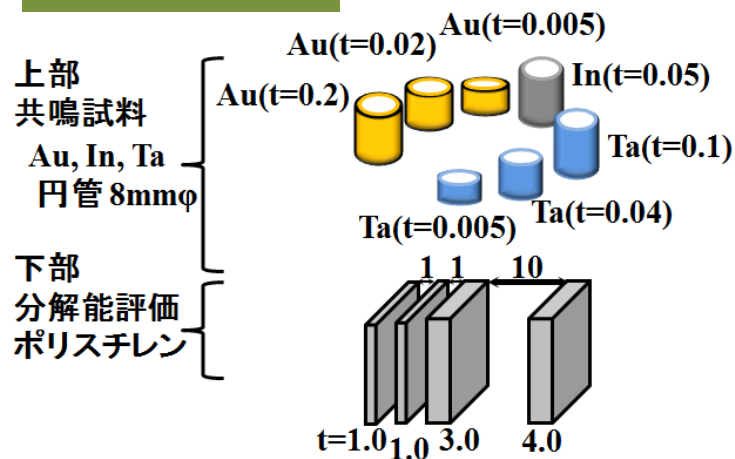 上部
共鳴試料
Au, In, Ta
円管 8mmφ
Au(t=0.2)
Au(t=0.02)
Au(t=0.005)
In(t=0.05)
Ta(t=0.1)
Ta(t=0.04)
Ta(t=0.005)
下部
分解能評価
ポリスチレン
1 1 10
t=1.0 1.0 3.0 4.0